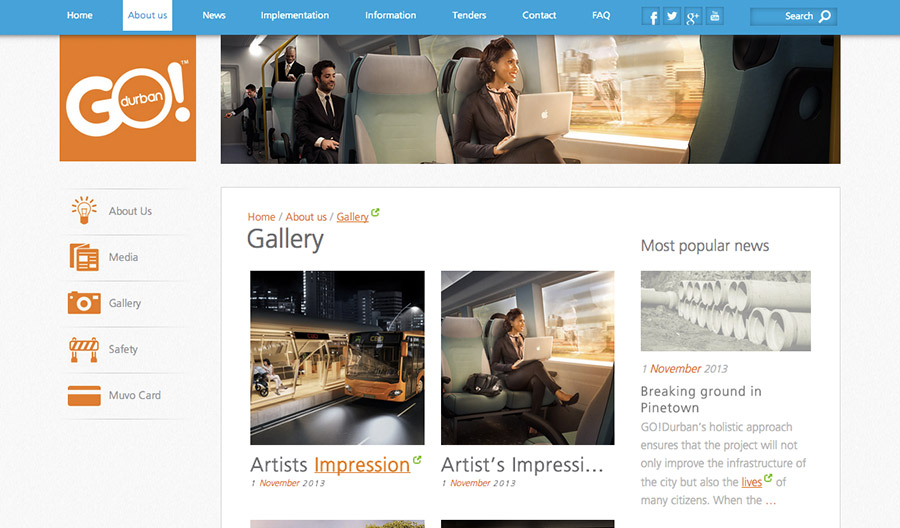 Home About us News Implementation Information Tenders Contact FAQ Search
GO!™
durban
About Us
Media
Gallery
Safety
Muvo Card
Home / About us / Gallery
Gallery
Artists Impression
1 November 2013
Artist's Impressi...
1 November 2013
Most popular news
1 November 2013
Breaking ground in
Pinetown
GO!Durban's holistic approach
ensures that the project will not
only improve the infrastructure of
the city but also the lives of
many citizens. When the ...